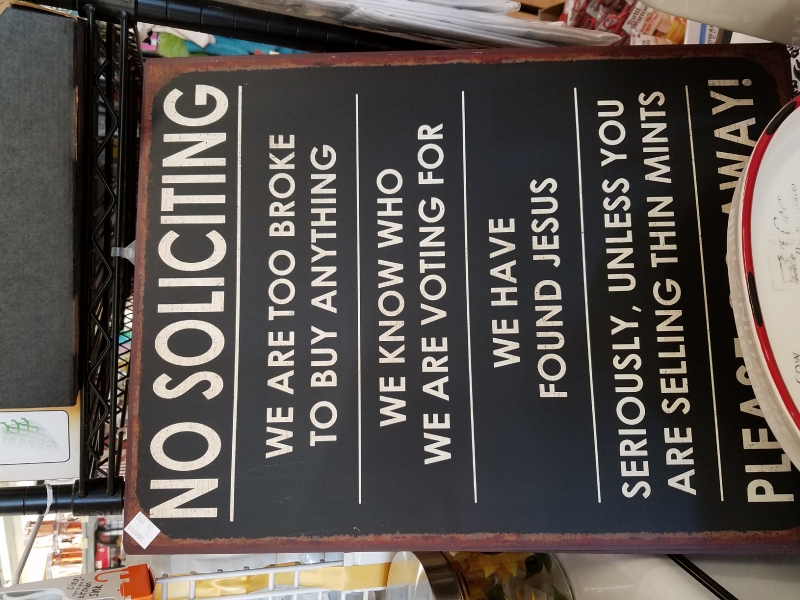 NO SOLICITING
WE ARE TOO BROKE
TO BUY ANYTHING
WE KNOW WHO
WE ARE VOTING FOR
WE HAVE
FOUND JESUS
SERIOUSLY, UNLESS YOU
ARE SELLING THIN MINTS
PLEASE AWAY!